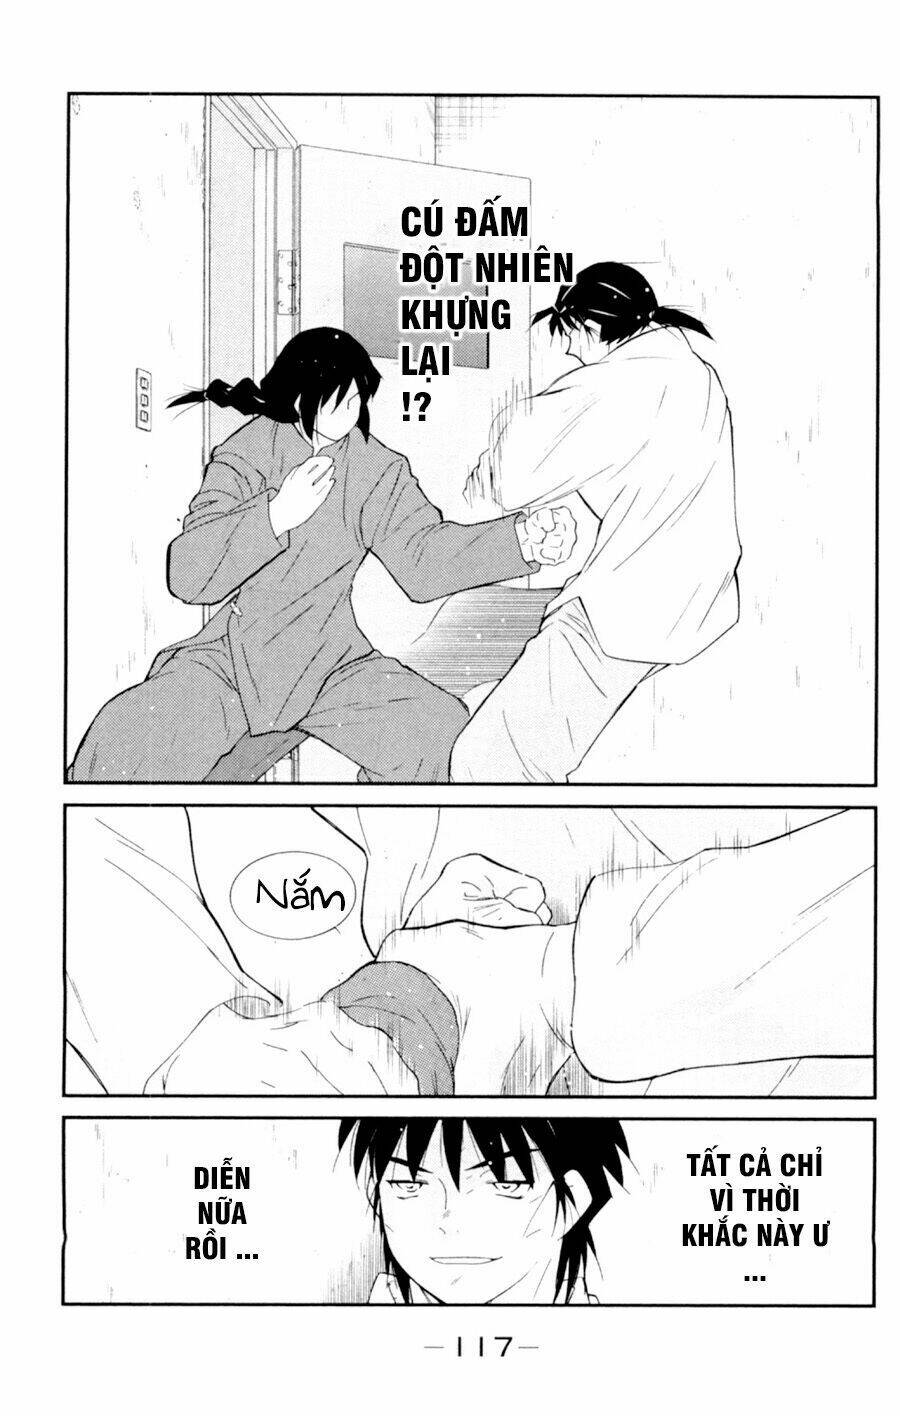 CÚ ĐẤM
ĐỘT NHIÊN
KHỰNG
LẠI
!?
Nắm
TẤT CẢ CHỈ
VÌ THỜI
KHẮC NÀY Ư
...
DIỄN
NỮA
RỒI ...
—117—